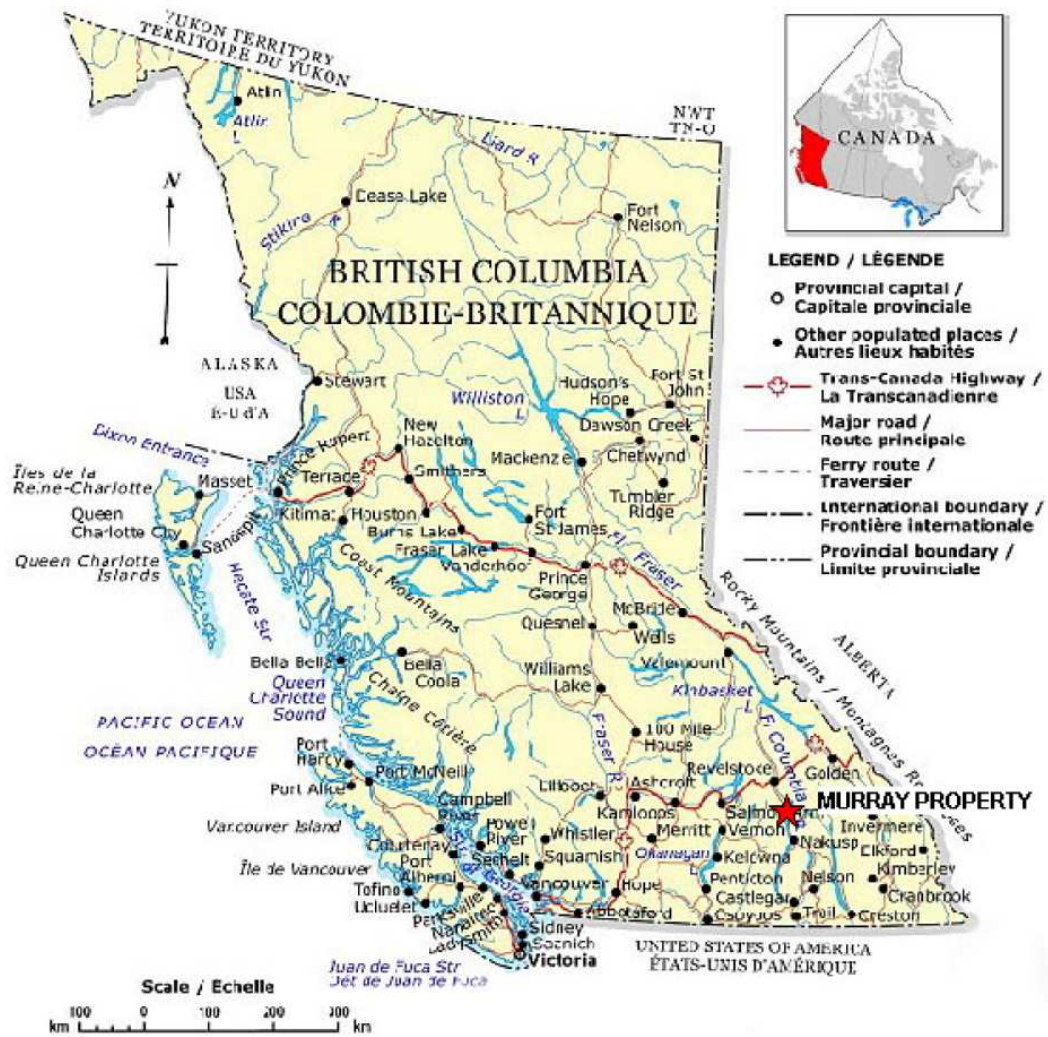 YUKON TERRITORY
TERRITOIRE DU YUKON
NWT
TN-O
CANADA
Atlin
Atlin
L
Liard R
N
Dease Lake
Stikine R
Fort
Nelson
BRITISH COLUMBIA
COLOMBIE-BRITANNIQUE
LEGEND / LÉGENDE
Provincial capital /
Capitale provinciale
Other populated places /
Autres lieux habités
Trans-Canada Highway /
La Transcanadienne
Major road /
Route principale
Ferry route /
Traversier
International boundary /
Frontière internationale
Provincial boundary /
Limite provinciale
ALASKA
USA
É-U d'A
Stewart
Williston
L
Hudson's
Hope
Fort St
John
Dawson Creek
Chetwynd
Mackenzie
Tumbler
Ridge
Dixon Entrance
Prince Rupert
New
Hazelton
Smithers
Terrace
Îles de la
Reine-Charlotte
Masset
Queen
Charlotte City
Sandspit
Queen Charlotte
Islands
Kitimat
Houston
Burns Lake
Fort
St James
Fraser Lake
Vanderhoof
Prince
George
Fl Fraser
Hecate Str
Coast Mountains
Chaîne Côtière
McBride
Quesnel
Wells
Valemount
Rocky Mountains / Montagnes Rocheuses
ALBERTA
Bella Bella
Bella
Coola
Williams
Lake
Kinbasket
L
Queen
Charlotte
Sound
PACIFIC OCEAN
OCÉAN PACIFIQUE
Fraser R
100 Mile
House
Fl Columbia R
Port
Hardy
Port McNeill
Port Alice
Revelstoke
Golden
Lillooet
Ashcroft
Kamloops
MURRAY PROPERTY
Vancouver Island
Île de Vancouver
Campbell
River
Powell
River
Whistler
Merritt
Vernon
Nakusp
Invermere
Courtenay
Sechelt
Squamish
Okanagan
L
Kelowna
Elkford
Port
Alberni
Str of Georgia
Vancouver
Hope
Penticton
Nelson
Kimberley
Tofino
Ucluelet
Castlegar
Cranbrook
Parksville
Nanaimo
Ladysmith
Abbotsford
Osoyoos
Trail
Creston
Sidney
Saanich
Victoria
UNITED STATES OF AMERICA
ÉTATS-UNIS D'AMÉRIQUE
Juan de Fuca Str
Dét de Juan de Fuca
Scale / Échelle
100 0 100 200 300
km km